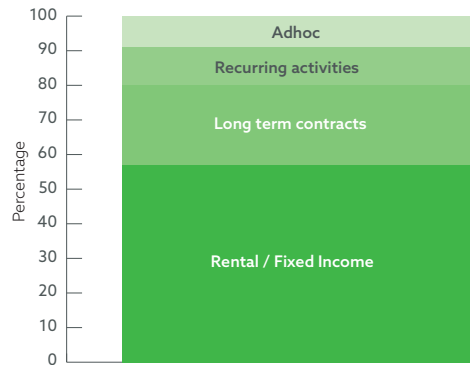 100
90
80
70
60
50
40
30
20
10
0
Percentage
Adhoc
Recurring activities
Long term contracts
Rental / Fixed Income